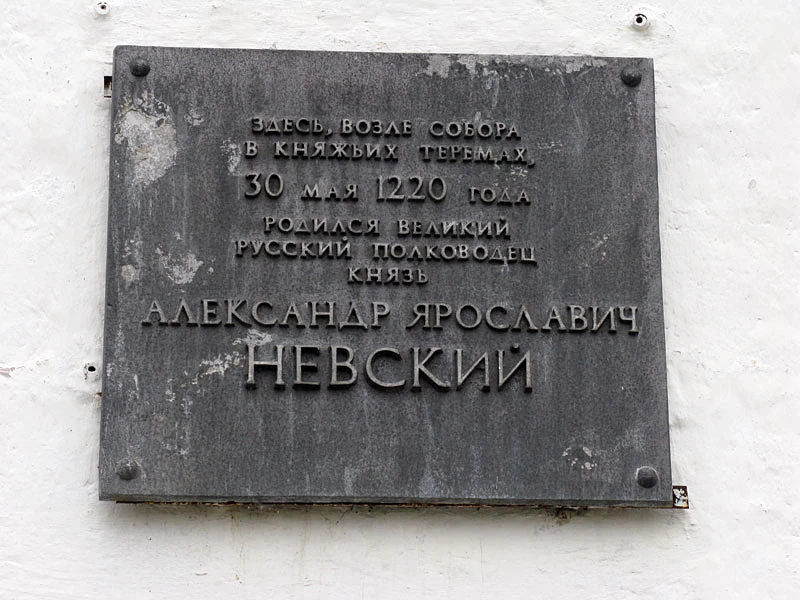 ЗДЕСЬ, ВОЗЛЕ СОБОРА
В КНЯЖЬИХ ТЕРЕМАХ,
30 МАЯ 1220 ГОДА
РОДИЛСЯ ВЕЛИКИЙ
РУССКИЙ ПОЛКОВОДЕЦ
КНЯЗЬ
АЛЕКСАНДР ЯРОСЛАВИЧ
НЕВСКИЙ